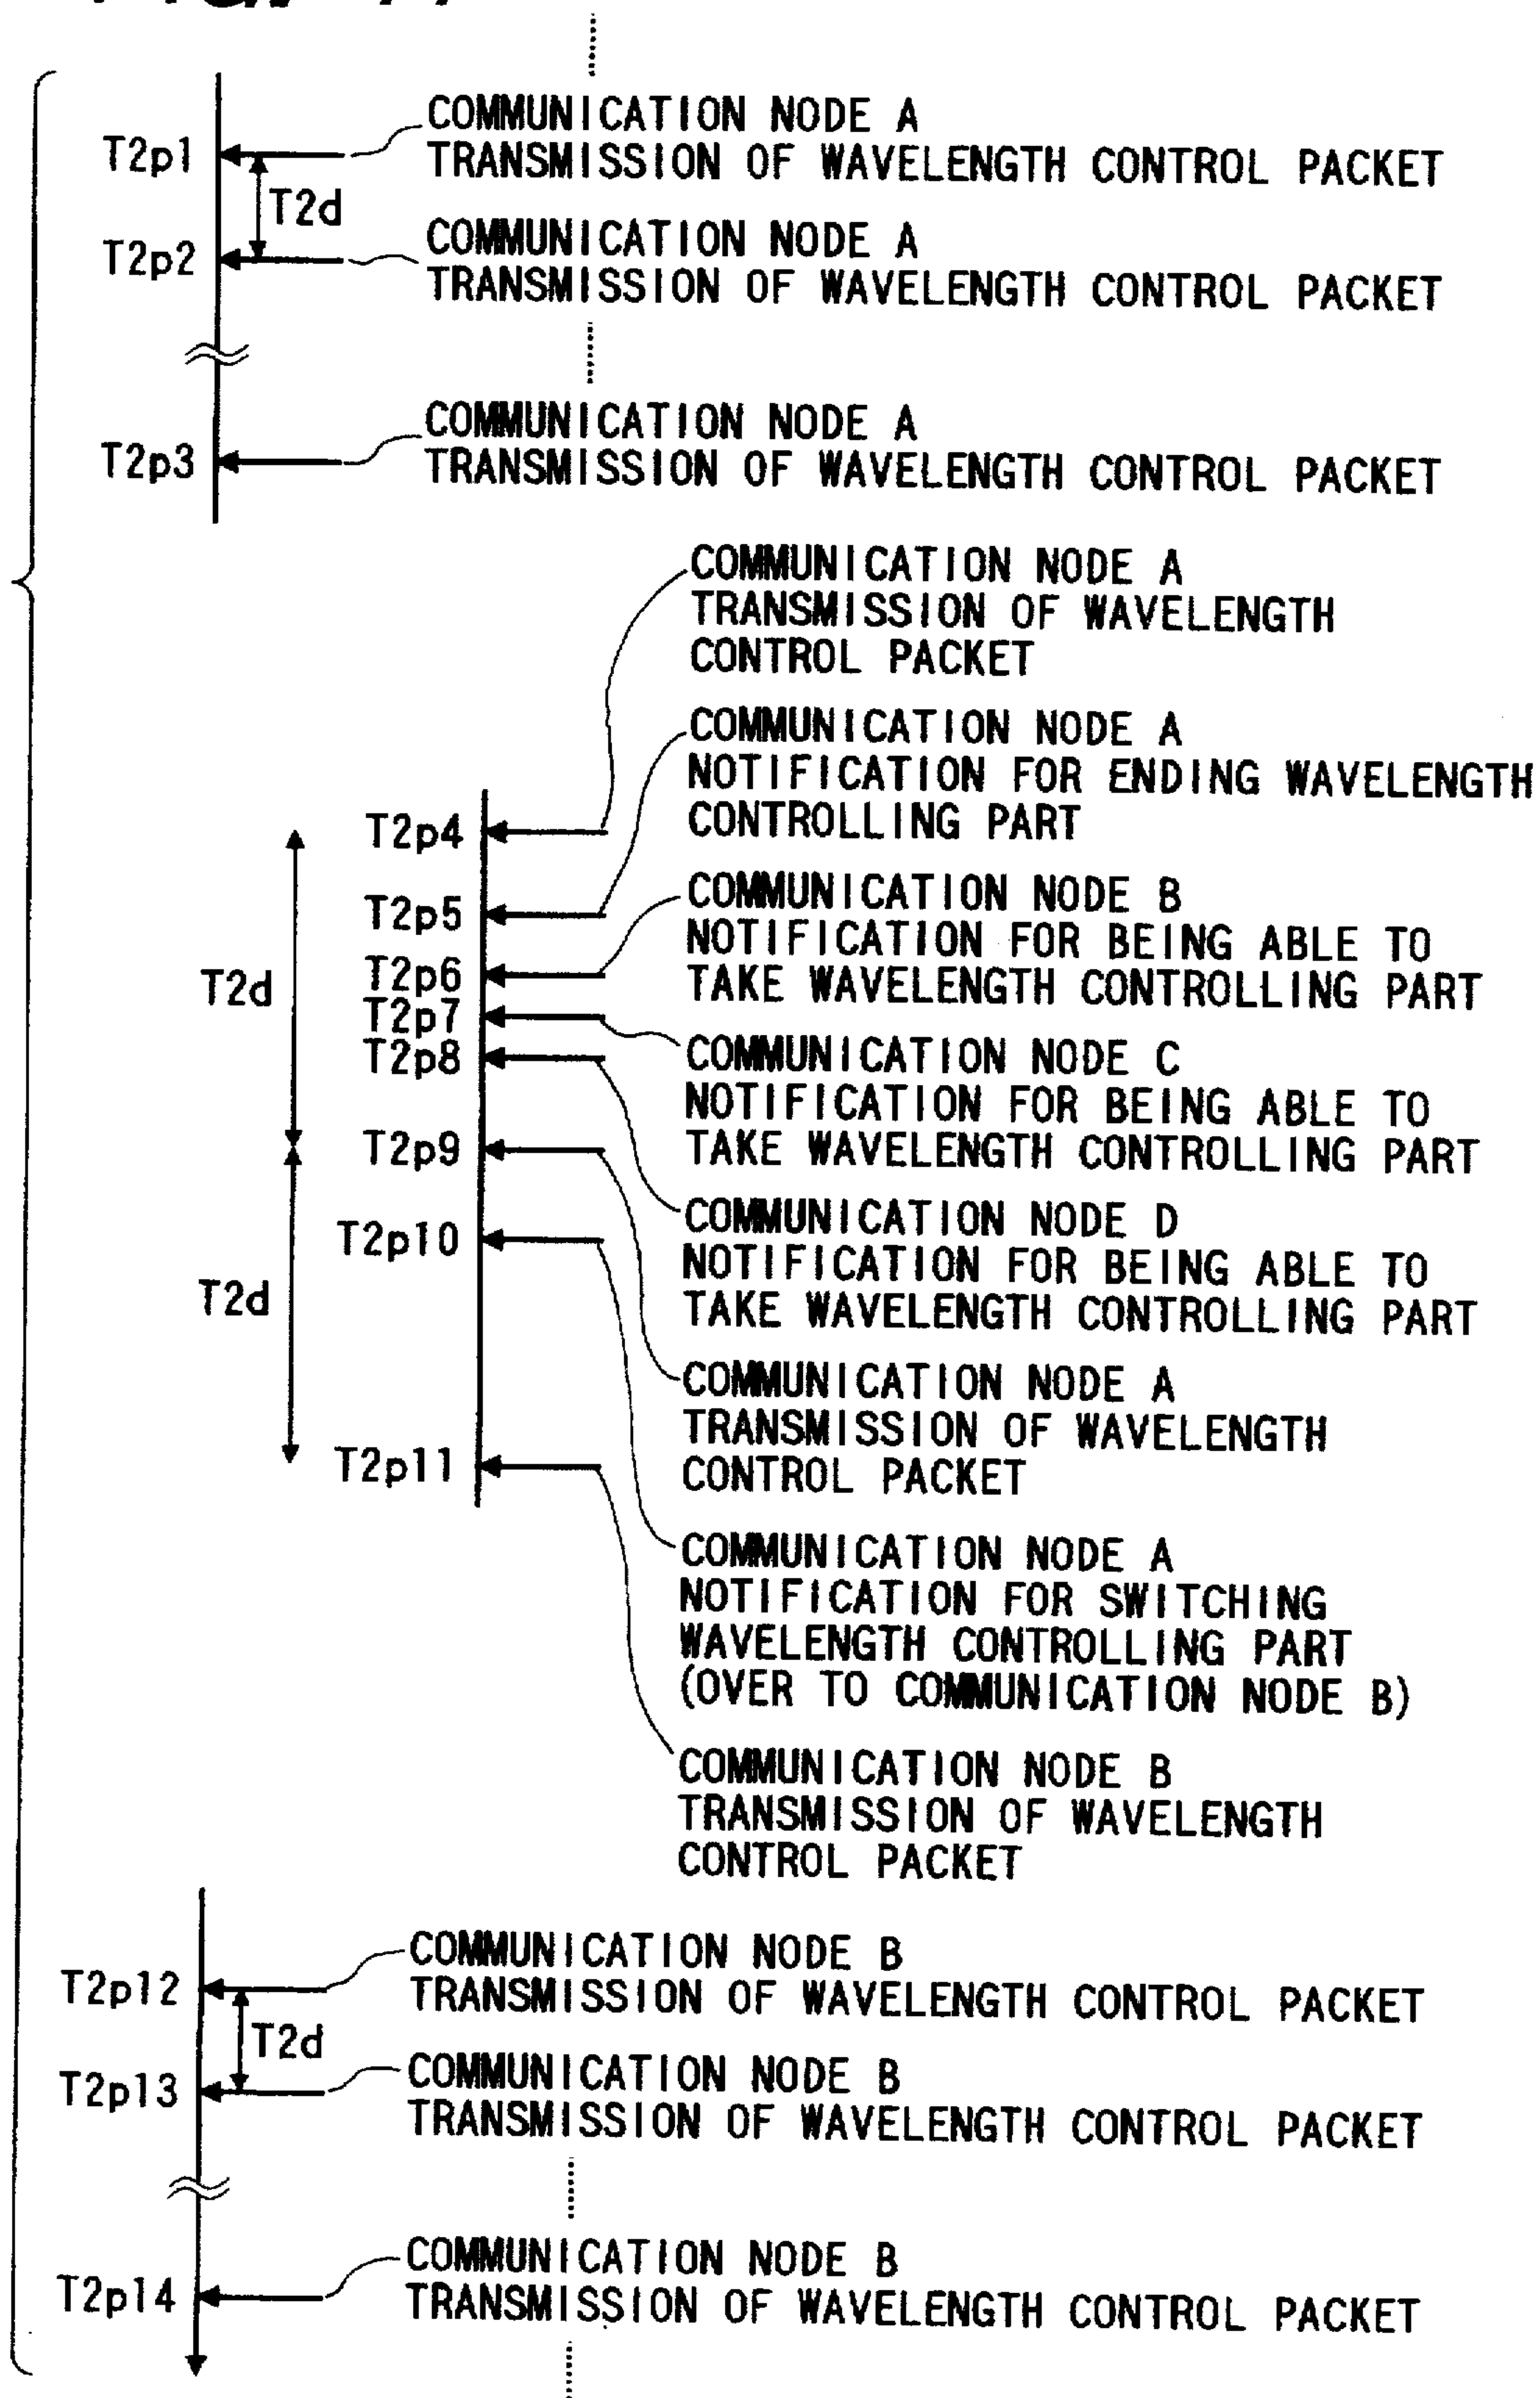 T2p1
COMMUNICATION NODE A
TRANSMISSION OF WAVELENGTH CONTROL PACKET
T2d
T2p2
COMMUNICATION NODE A
TRANSMISSION OF WAVELENGTH CONTROL PACKET
T2p3
COMMUNICATION NODE A
TRANSMISSION OF WAVELENGTH CONTROL PACKET
COMMUNICATION NODE A
TRANSMISSION OF WAVELENGTH
CONTROL PACKET
COMMUNICATION NODE A
NOTIFICATION FOR ENDING WAVELENGTH
CONTROLLING PART
T2p4
T2p5
COMMUNICATION NODE B
NOTIFICATION FOR BEING ABLE TO
TAKE WAVELENGTH CONTROLLING PART
T2p6
T2d
T2p7
T2p8
COMMUNICATION NODE C
NOTIFICATION FOR BEING ABLE TO
TAKE WAVELENGTH CONTROLLING PART
T2p9
COMMUNICATION NODE D
NOTIFICATION FOR BEING ABLE TO
TAKE WAVELENGTH CONTROLLING PART
T2p10
T2d
COMMUNICATION NODE A
TRANSMISSION OF WAVELENGTH
CONTROL PACKET
T2p11
COMMUNICATION NODE A
NOTIFICATION FOR SWITCHING
WAVELENGTH CONTROLLING PART
(OVER TO COMMUNICATION NODE B)
COMMUNICATION NODE B
TRANSMISSION OF WAVELENGTH
CONTROL PACKET
T2p12
COMMUNICATION NODE B
TRANSMISSION OF WAVELENGTH CONTROL PACKET
T2d
T2p13
COMMUNICATION NODE B
TRANSMISSION OF WAVELENGTH CONTROL PACKET
T2p14
COMMUNICATION NODE B
TRANSMISSION OF WAVELENGTH CONTROL PACKET